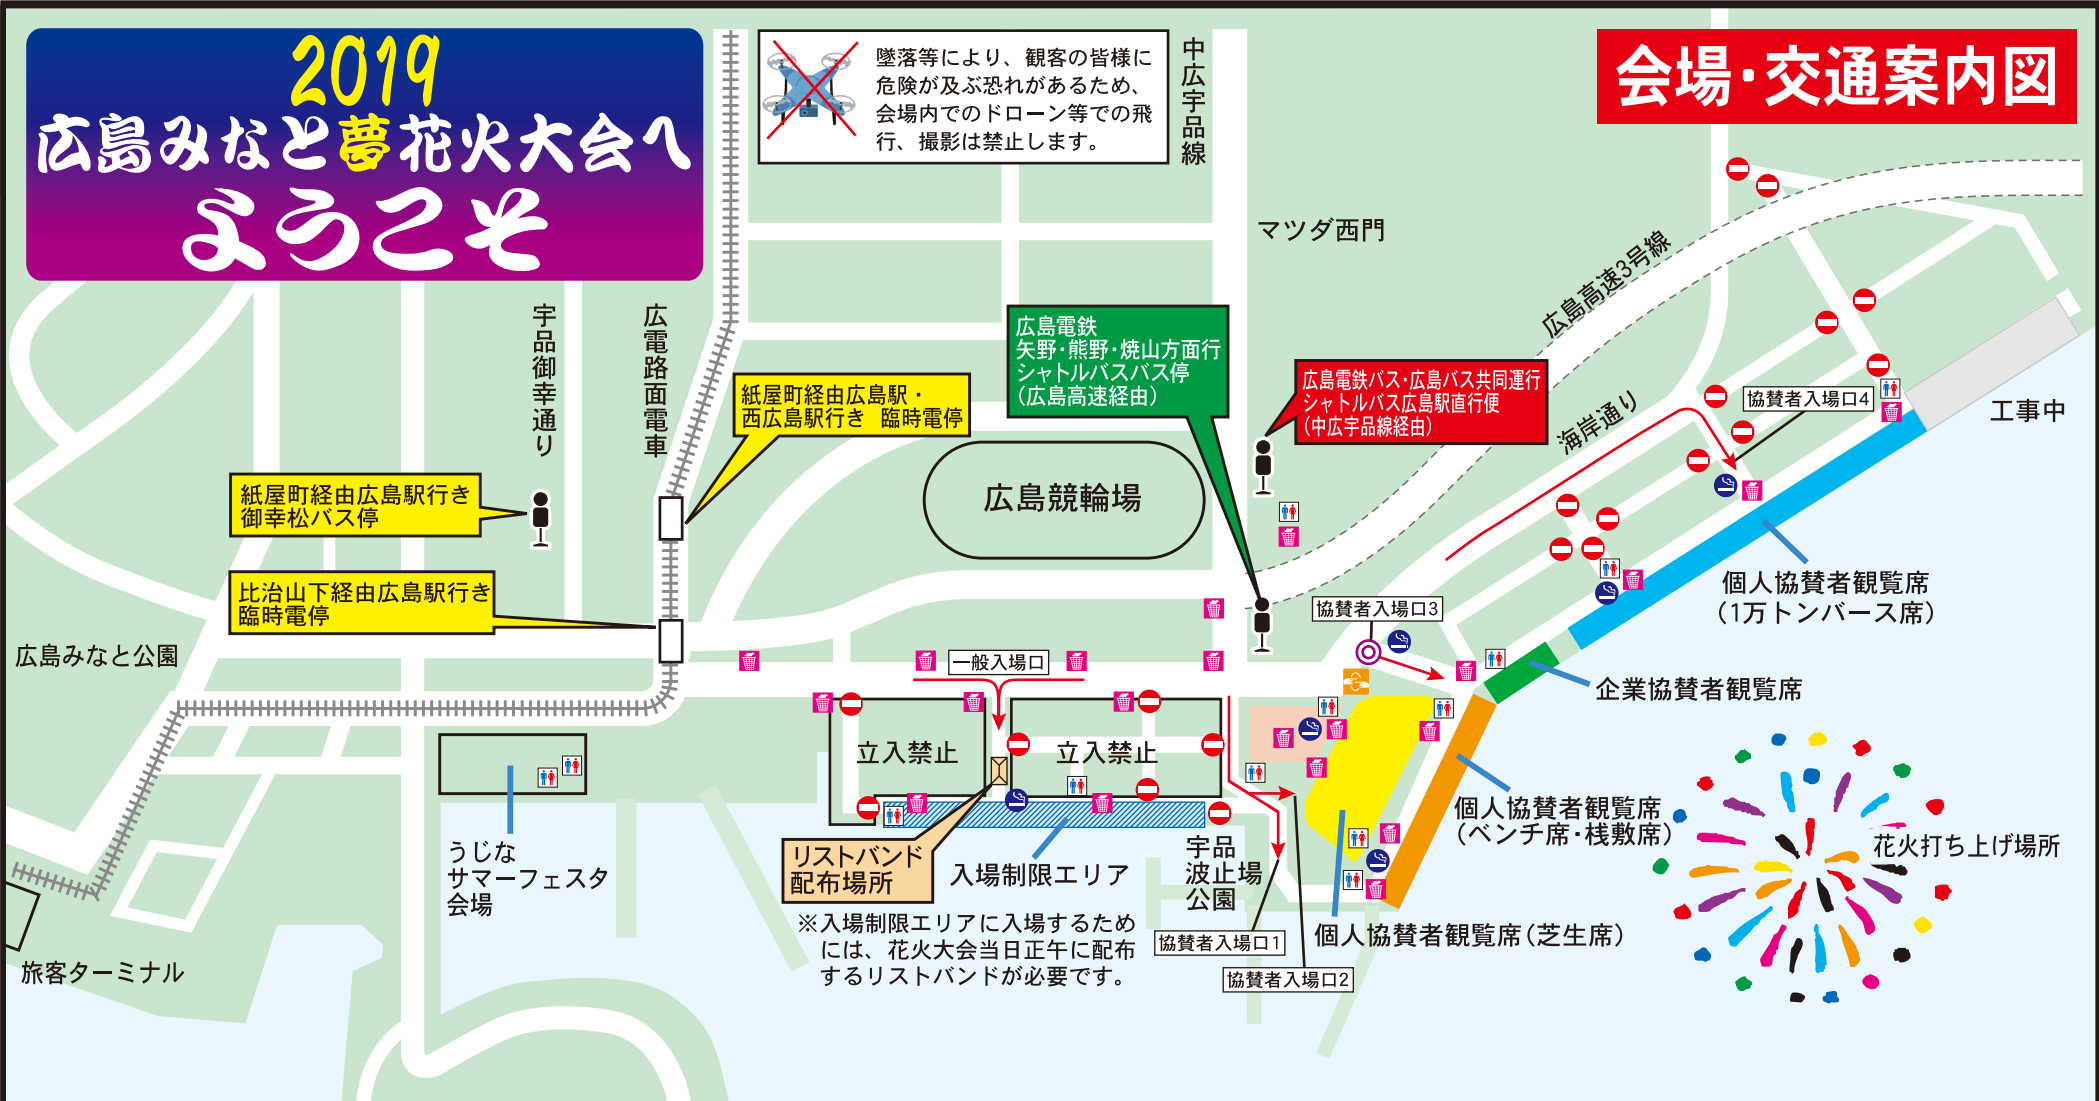 2019
広島みなと夢花火大会へ
ようこそ
墜落等により、観客の皆様に
危険が及ぶ恐れがあるため、
会場内でのドローン等での飛
行、撮影は禁止します。
中広宇品線
会場・交通案内図
マツダ西門
広島高速3号線
宇品御幸通り
広電路面電車
広島電鉄
矢野・熊野・焼山方面行
シャトルバスバス停
(広島高速経由)
広島電鉄バス・広島バス共同運行
シャトルバス広島駅直行便
(中広宇品線経由)
紙屋町経由広島駅・
西広島駅行き 臨時電停
海岸通り
協賛者入場口4
工事中
紙屋町経由広島駅行き
御幸松バス停
広島競輪場
比治山下経由広島駅行き
臨時電停
個人協賛者観覧席
(1万トンバース席)
協賛者入場口3
広島みなと公園
一般入場口
企業協賛者観覧席
立入禁止
立入禁止
個人協賛者観覧席
(ベンチ席・桟敷席)
花火打ち上げ場所
うじな
サマーフェスタ
会場
リストバンド
配布場所
入場制限エリア
宇品
波止場
公園
※入場制限エリアに入場するため
には、花火大会当日正午に配布
するリストバンドが必要です。
協賛者入場口1
個人協賛者観覧席(芝生席)
協賛者入場口2
旅客ターミナル